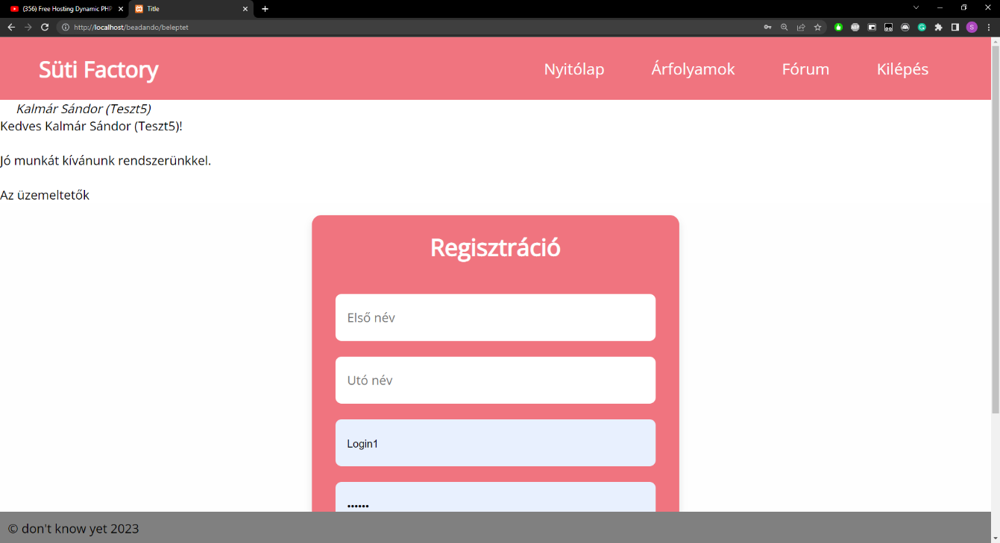 (356) Free Hosting Dynamic PHP
Title
http://localhost/beadando/beleptet
S
Süti Factory
Nyitólap
Árfolyamok
Fórum
Kilépés
Kalmár Sándor (Teszt5)
Kedves Kalmár Sándor (Teszt5)!
Jó munkát kívánunk rendszerünkkel.
Az üzemeltetők
Regisztráció
Első név
Utó név
Login1
••••••
© don't know yet 2023